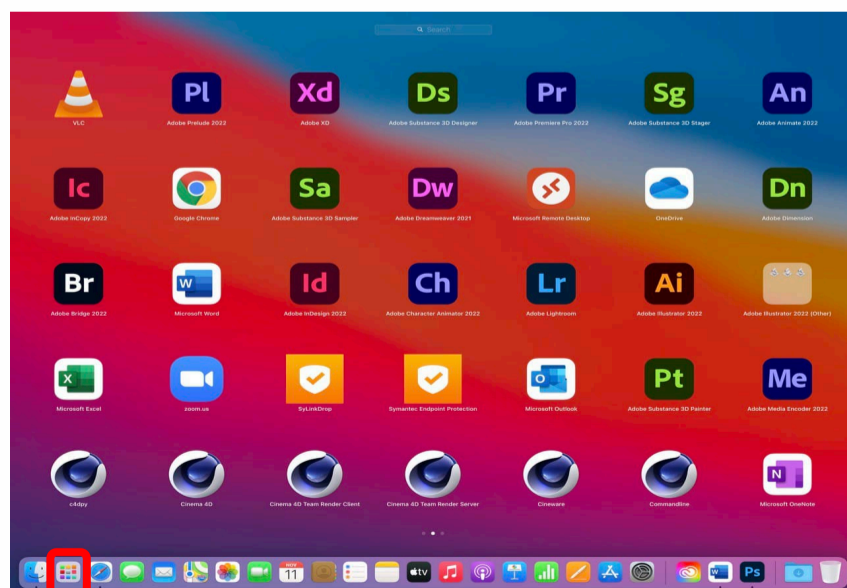 Search
Pl
Xd
Ds
Pr
Sg
An
VLC
Adobe Prelude 2022
Adobe XD
Adobe Substance 3D Designer
Adobe Premiere Pro 2022
Adobe Substance 3D Stager
Adobe Animate 2022
Ic
Sa
Dw
Dn
Adobe InCopy 2022
Google Chrome
Adobe Substance 3D Sampler
Adobe Dreamweaver 2021
Microsoft Remote Desktop
OneDrive
Adobe Dimension
Br
W
Id
Ch
Lr
Ai
Adobe Bridge 2022
Microsoft Word
Adobe InDesign 2022
Adobe Character Animator 2022
Adobe Lightroom
Adobe Illustrator 2022
Adobe Illustrator 2022 (Other)
X
O
Pt
Me
Microsoft Excel
zoom.us
SyLinkDrop
Symantec Endpoint Protection
Microsoft Outlook
Adobe Substance 3D Painter
Adobe Media Encoder 2022
N
c4dpy
Cinema 4D
Cinema 4D Team Render Client
Cinema 4D Team Render Server
Cineware
Commandline
Microsoft OneNote
NOV
11
tv
W
Ps